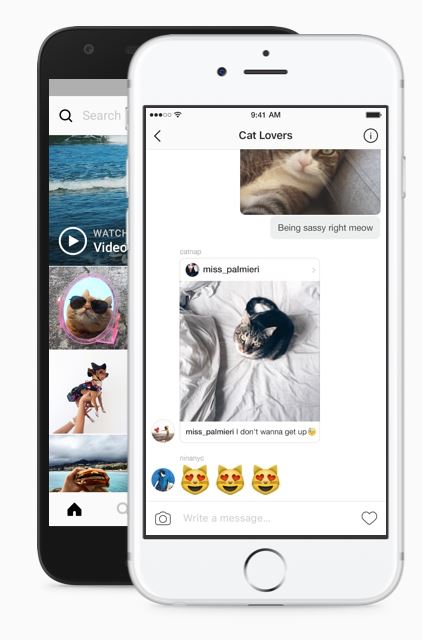 Search
WATCH
Video
9:41 AM
Cat Lovers
Being sassy right meow
catnap
miss_palmieri
miss_palmieri I don't wanna get up
ninanyc
Write a message...